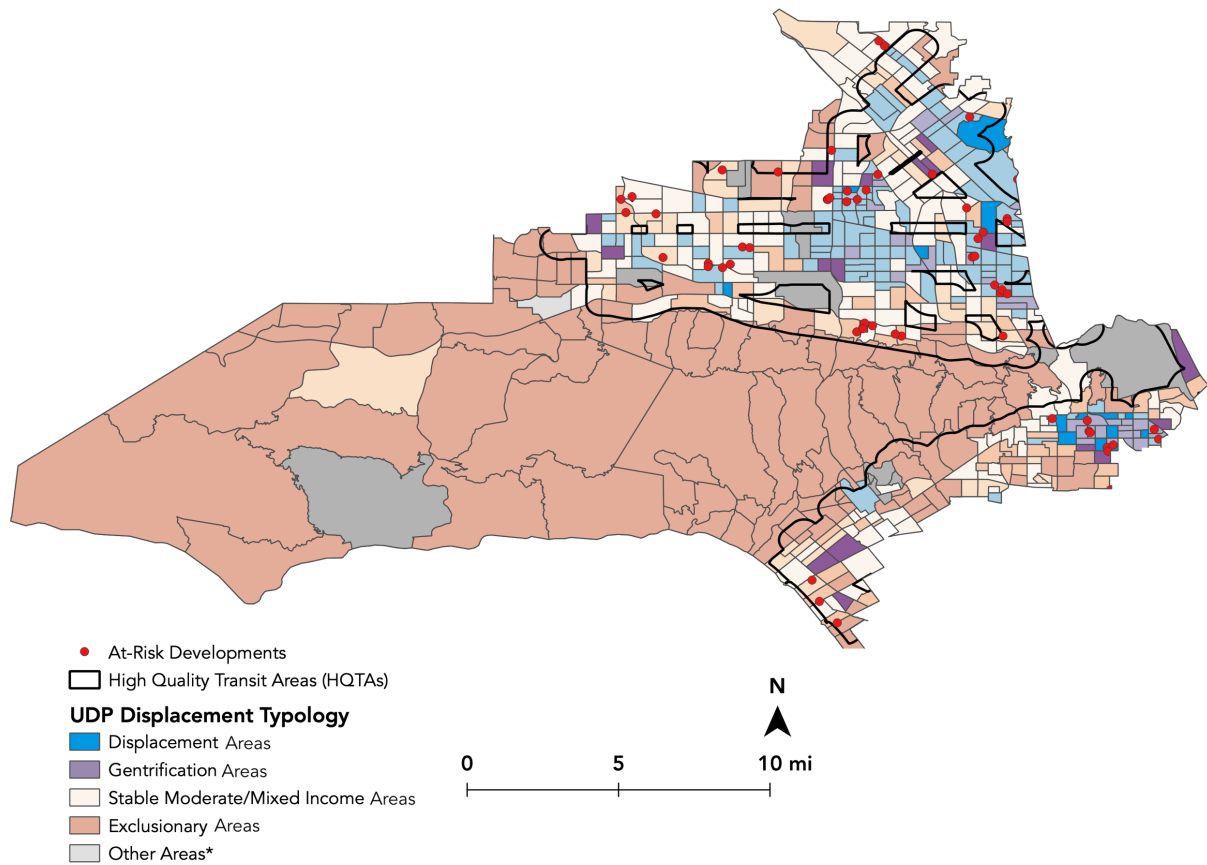 At-Risk Developments
High Quality Transit Areas (HQTAs)
UDP Displacement Typology
Displacement Areas
Gentrification Areas
Stable Moderate/Mixed Income Areas
Exclusionary Areas
Other Areas*
N
0 5 10 mi